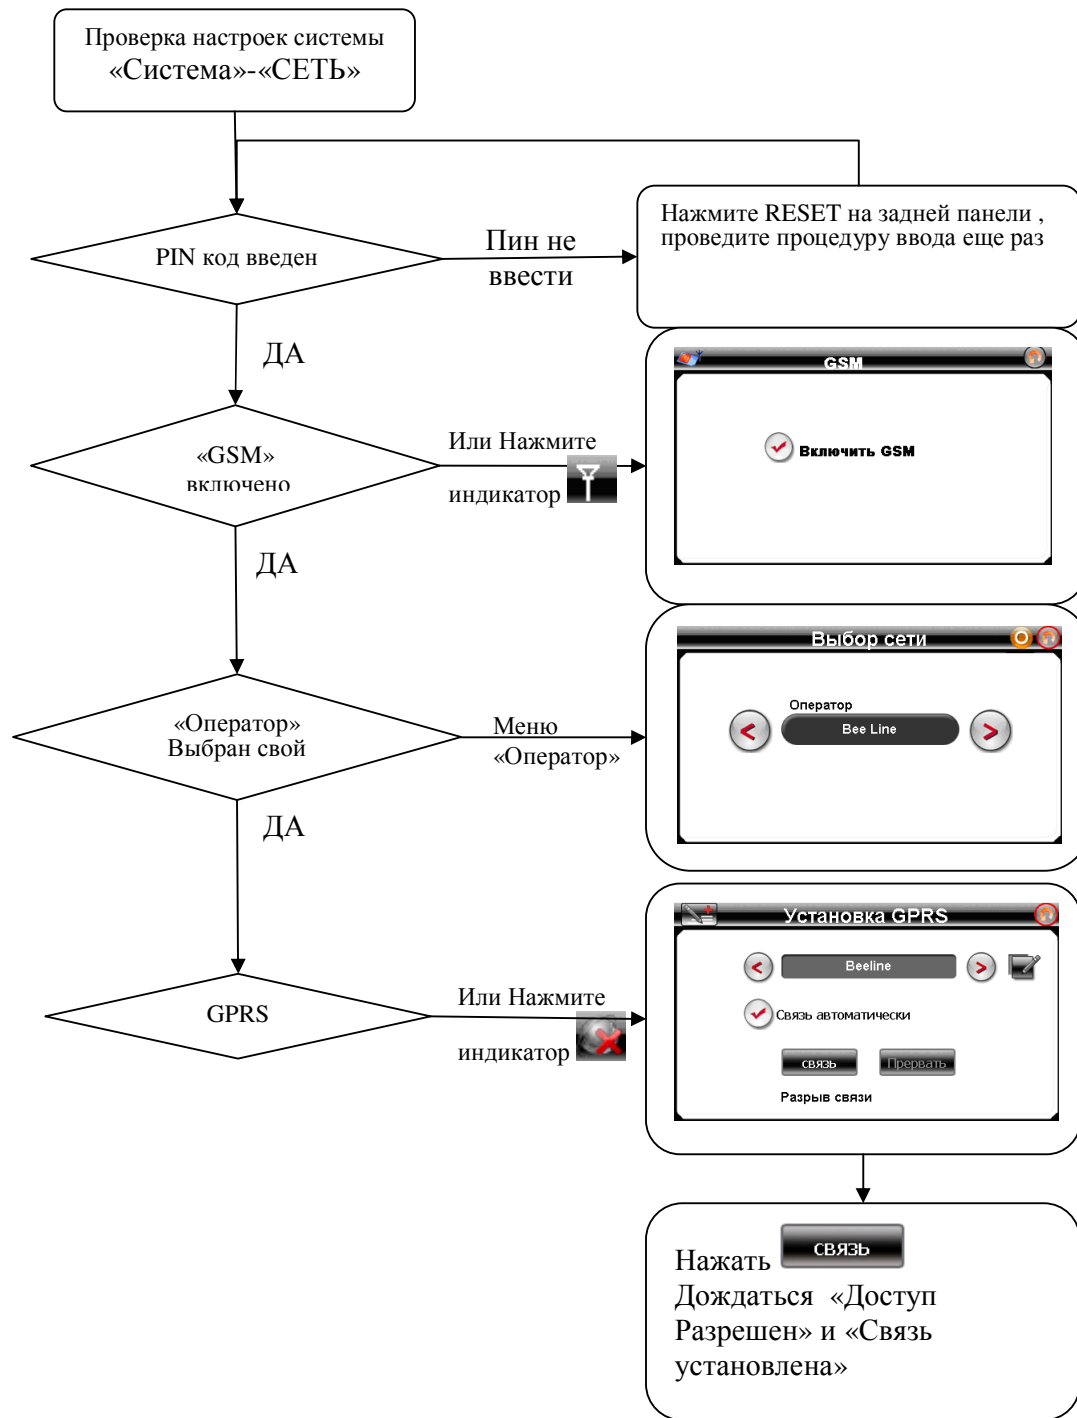 Проверка настроек системы
«Система»-«СЕТЬ»
Нажмите RESET на задней панели ,
проведите процедуру ввода еще раз
PIN код введен
Пин не
ввести
ДА
GSM
Включить GSM
«GSM»
включено
Или Нажмите
индикатор
ДА
Выбор сети
Оператор
Bee Line
«Оператор»
Выбран свой
Меню
«Оператор»
ДА
Установка GPRS
Beeline
Связь автоматически
связь
Прервать
Разрыв связи
GPRS
Или Нажмите
индикатор
Нажать связь
Дождаться «Доступ
Разрешен» и «Связь
установлена»